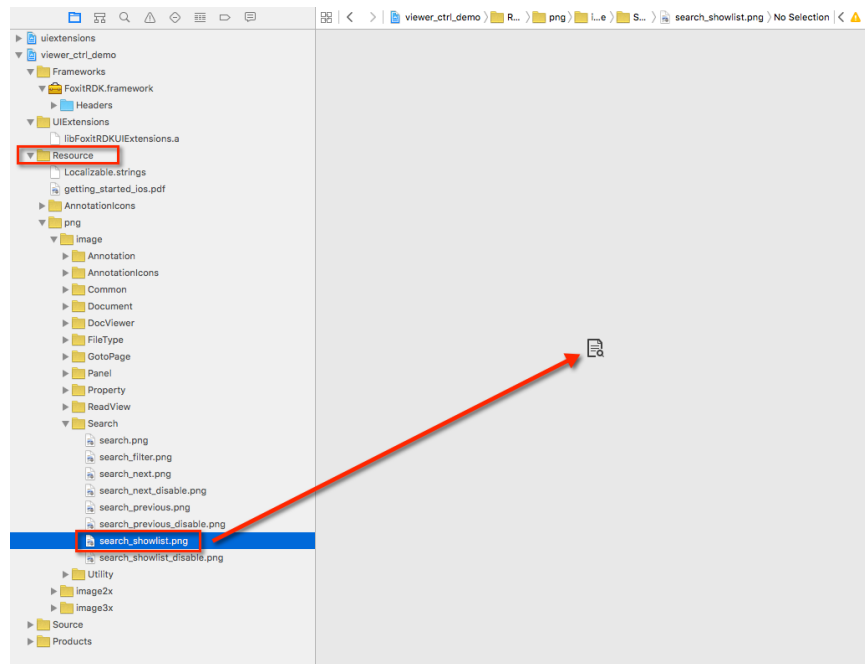 viewer_ctrl_demo R... png i...e S... search_showlist.png No Selection
uiextensions
viewer_ctrl_demo
Frameworks
FoxitRDK.framework
Headers
UIExtensions
libFoxitRDKUIExtensions.a
Resource
Localizable.strings
getting_started_ios.pdf
AnnotationIcons
png
image
Annotation
AnnotationIcons
Common
Document
DocViewer
FileType
GotoPage
Panel
Property
ReadView
Search
search.png
search_filter.png
search_next.png
search_next_disable.png
search_previous.png
search_previous_disable.png
search_showlist.png
search_showlist_disable.png
Utility
image2x
image3x
Source
Products